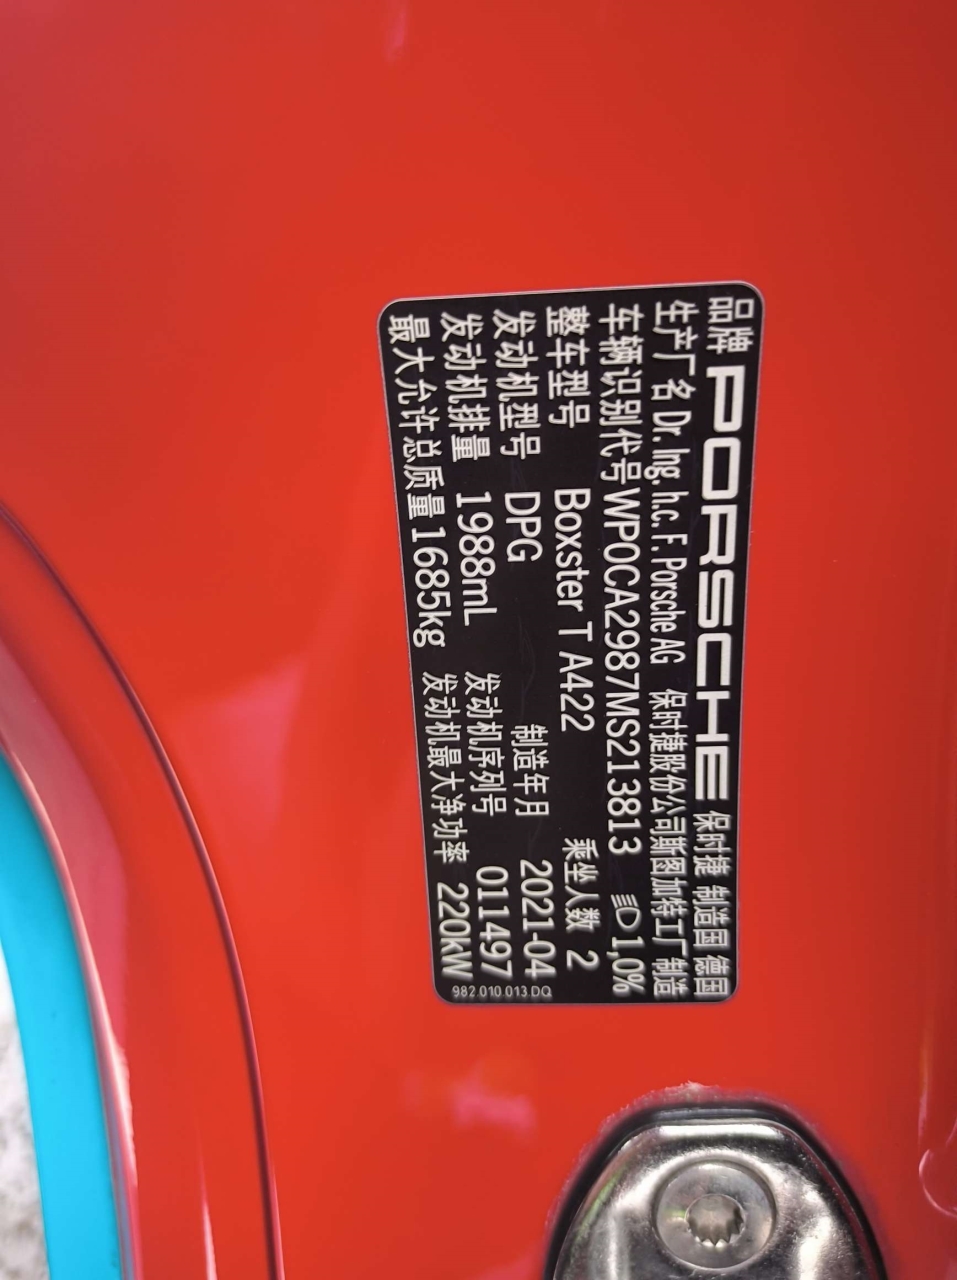 品牌 PORSCHE 保时捷 制造国 德国
生产厂名 Dr. Ing. h.c. F. Porsche AG 保时捷股份公司斯图加特工厂 制造
车辆识别代号 WP0CA2987MS213813 1,0%
整车型号 Boxster T A422 乘坐人数 2
发动机型号 DPG 制造年月 2021-04
发动机排量 1988mL 发动机序列号 011497
最大允许总质量 1685kg 发动机最大净功率 220kW
982.010.013.DQ